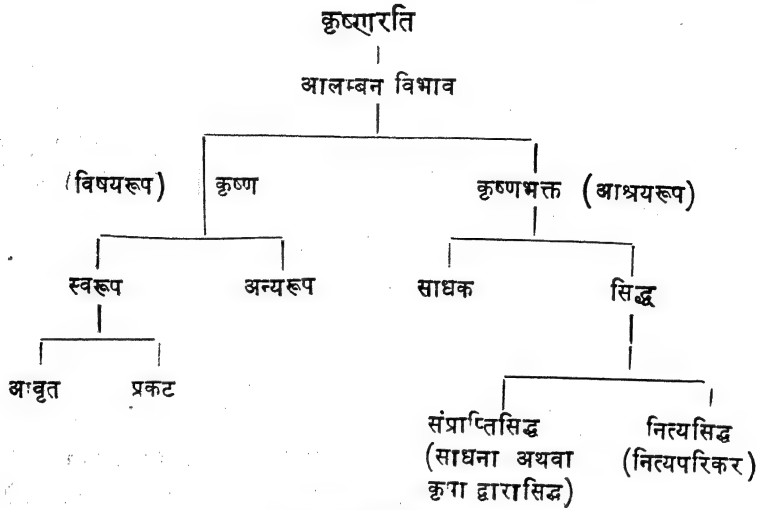 कृष्णरति
आलम्बन विभाव
(विषयरूप) कृष्ण कृष्णभक्त (आश्रयरूप)
स्वरूप अन्यरूप साधक सिद्ध
आवृत प्रकट
संप्राप्तिसिद्ध नित्यसिद्ध
(साधना अथवा (नित्यपरिकर)
कृपा द्वारासिद्ध)